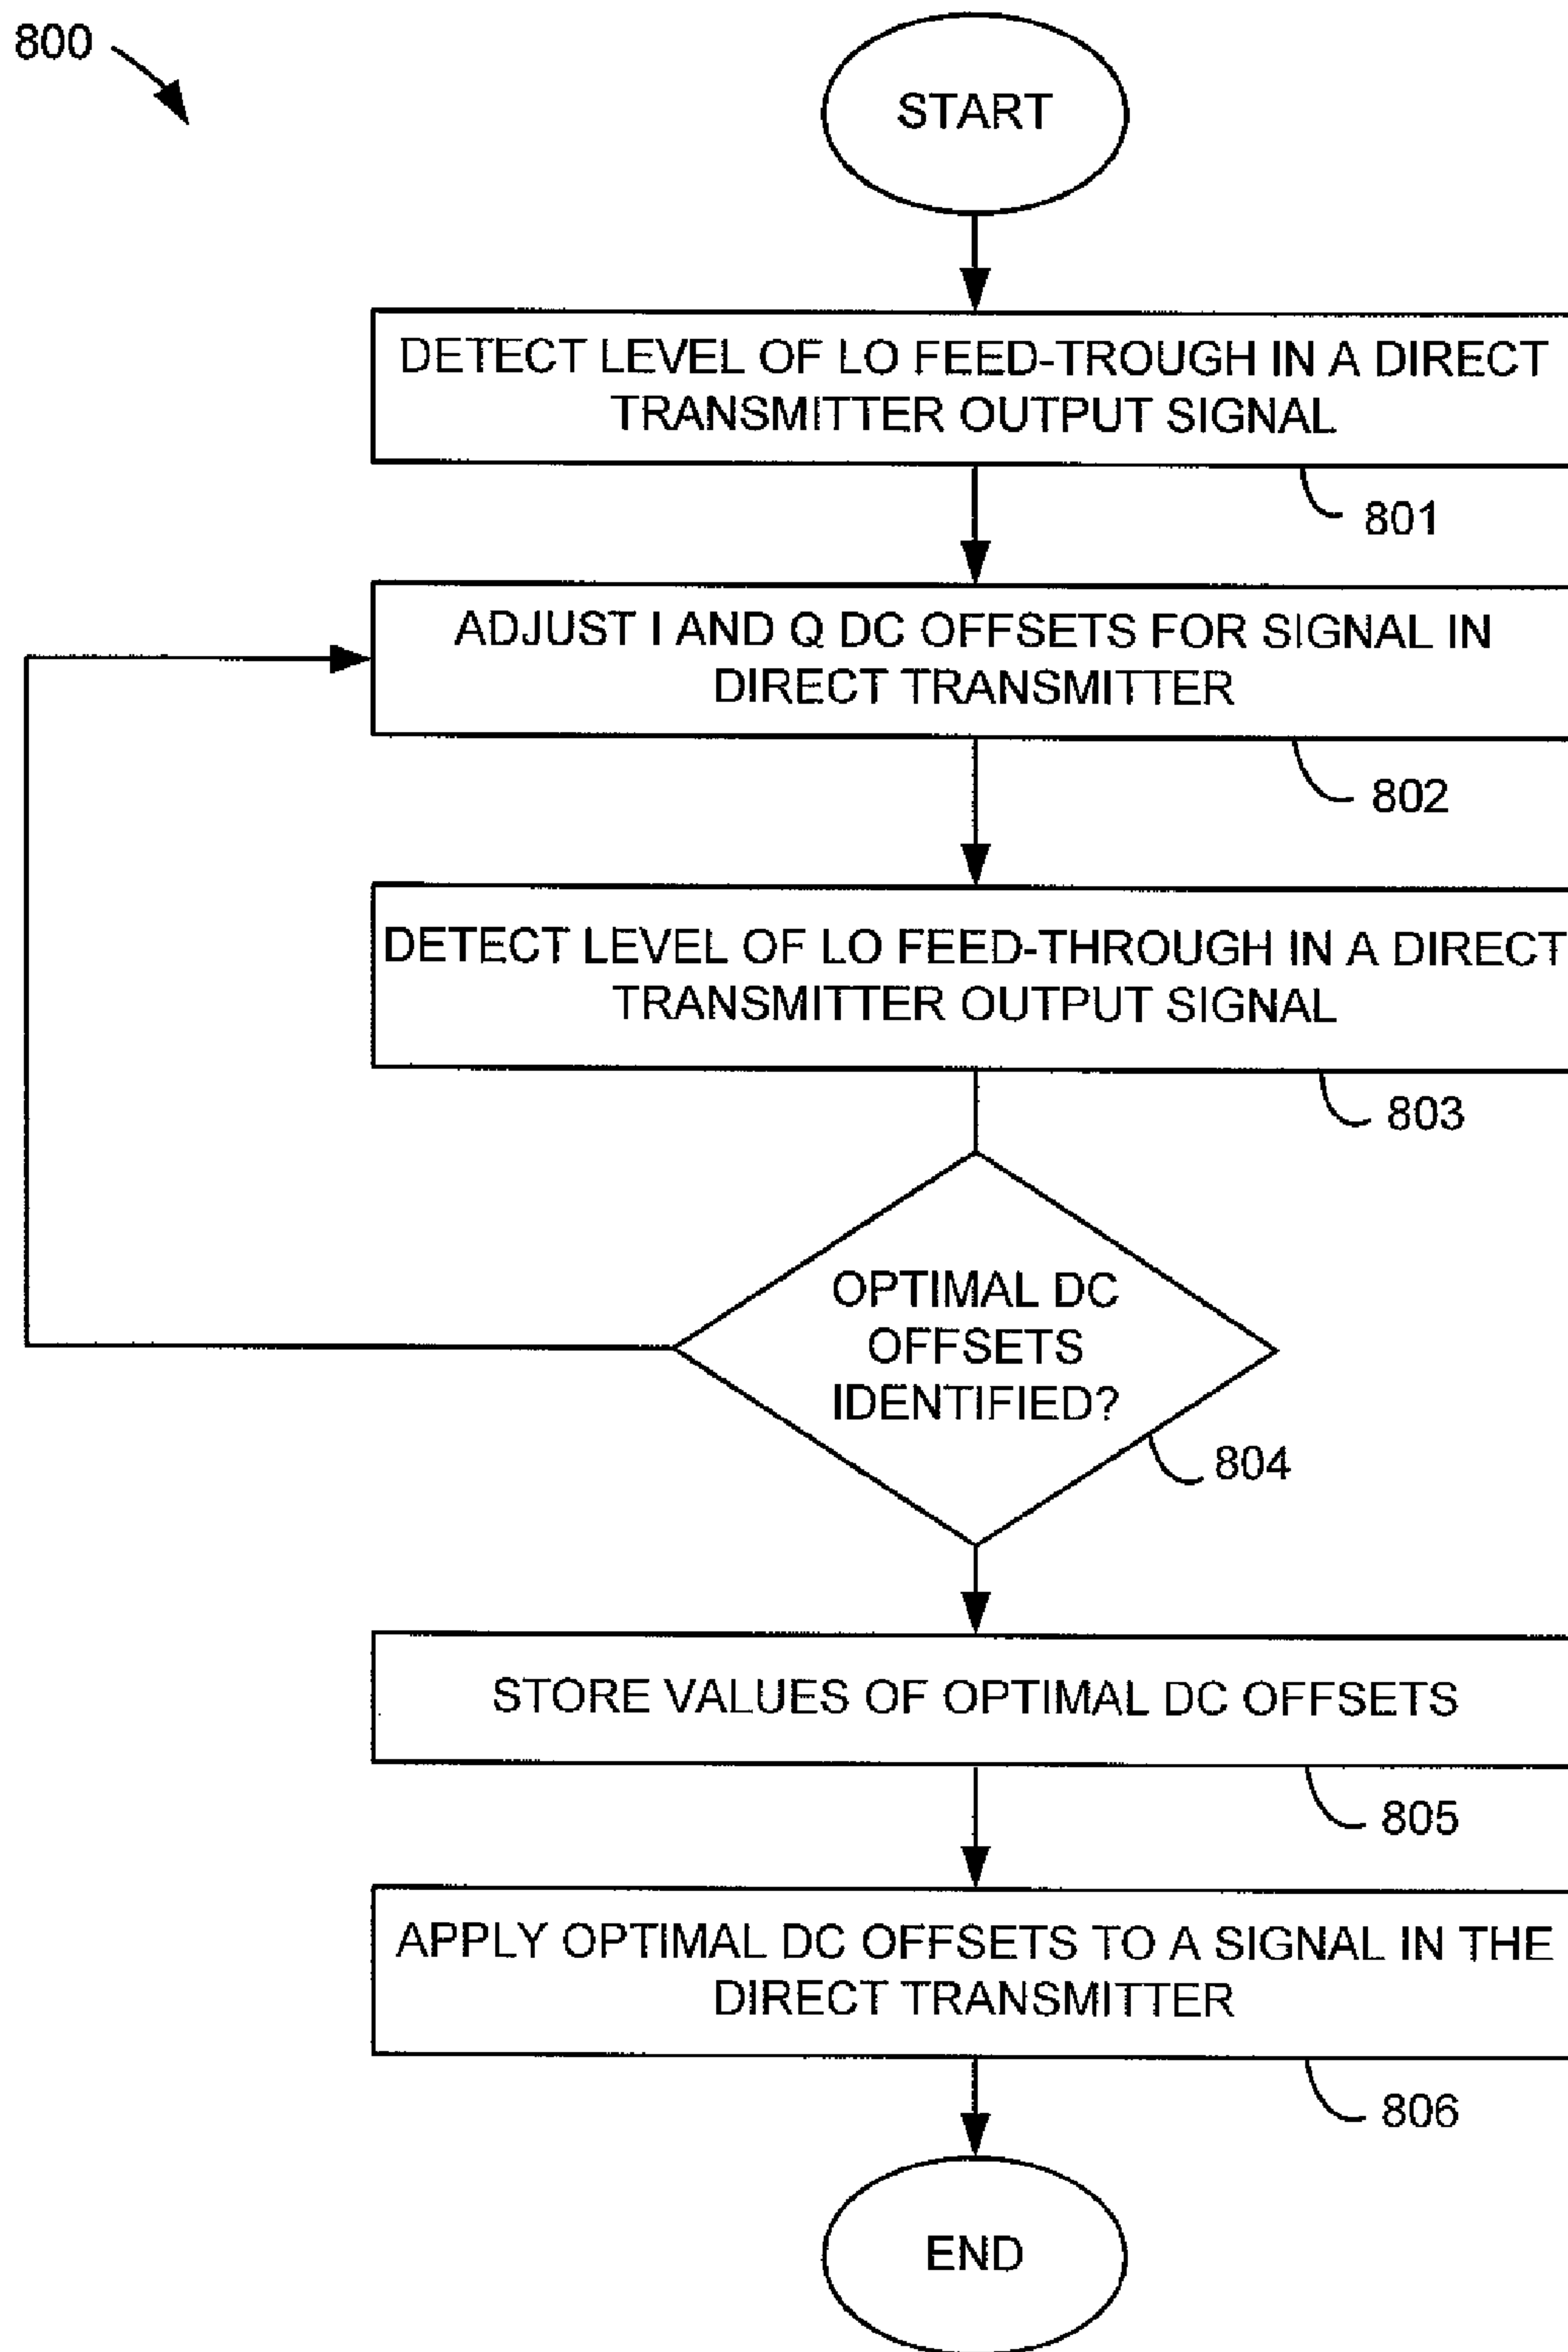 800
START
DETECT LEVEL OF LO FEED-TROUGH IN A DIRECT
TRANSMITTER OUTPUT SIGNAL
801
ADJUST I AND Q DC OFFSETS FOR SIGNAL IN
DIRECT TRANSMITTER
802
DETECT LEVEL OF LO FEED-THROUGH IN A DIRECT
TRANSMITTER OUTPUT SIGNAL
803
OPTIMAL DC
OFFSETS
IDENTIFIED?
804
STORE VALUES OF OPTIMAL DC OFFSETS
805
APPLY OPTIMAL DC OFFSETS TO A SIGNAL IN THE
DIRECT TRANSMITTER
806
END